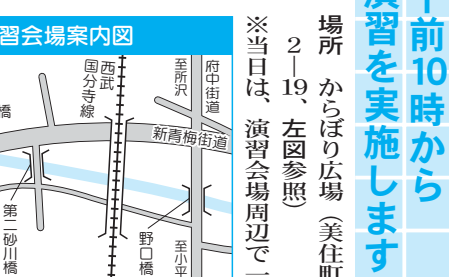 午前10時から
演習を実施します
場所　からぼり広場（美住町
2―19、左図参照）
※当日は、演習会場周辺で一
習会場案内図
府中街道
至所沢
西武
国分寺線
橋
新青梅街道
第二砂川橋
野口橋
至小平